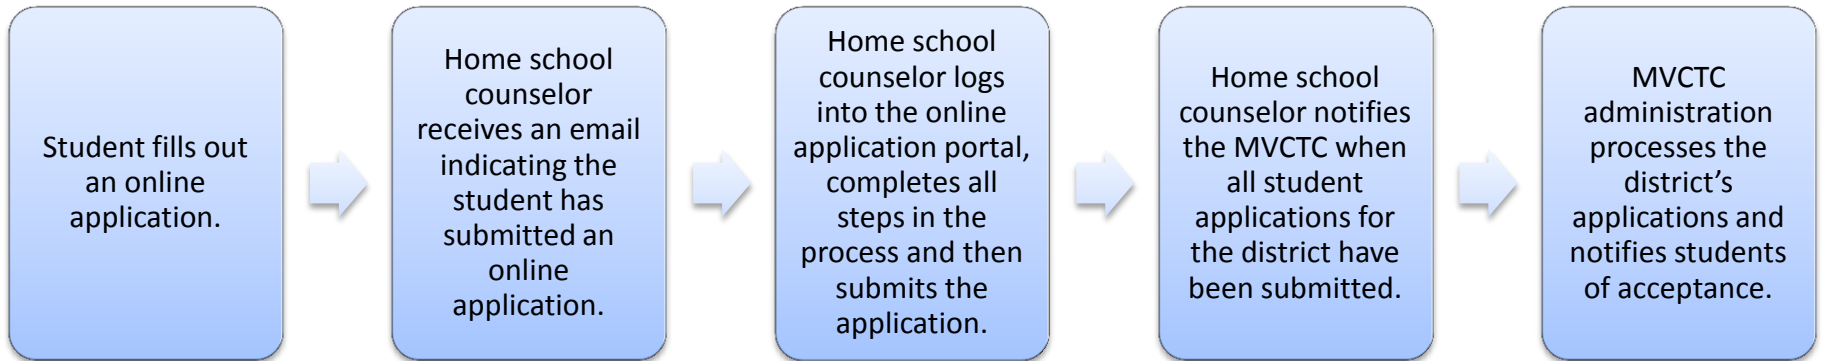 Student fills out
an online
application.
Home school
counselor
receives an email
indicating the
student has
submitted an
online
application.
Home school
counselor logs
into the online
application portal,
completes all
steps in the
process and then
submits the
application.
Home school
counselor notifies
the MVCTC when
all student
applications for
the district have
been submitted.
MVCTC
administration
processes the
district’s
applications and
notifies students
of acceptance.